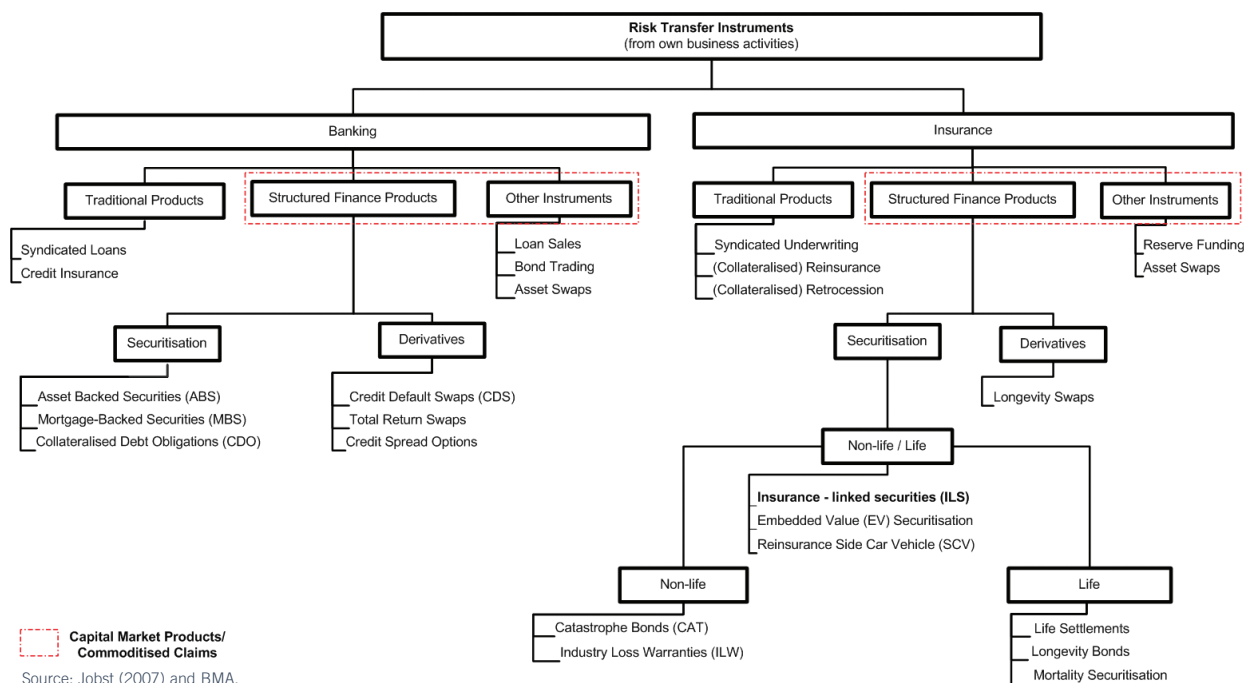 Risk Transfer Instruments
(from own business activities)
Banking
Insurance
Traditional Products
Structured Finance Products
Other Instruments
Traditional Products
Structured Finance Products
Other Instruments
Syndicated Loans
Credit Insurance
Loan Sales
Bond Trading
Asset Swaps
Syndicated Underwriting
(Collateralised) Reinsurance
(Collateralised) Retrocession
Reserve Funding
Asset Swaps
Securitisation
Derivatives
Securitisation
Derivatives
Asset Backed Securities (ABS)
Mortgage-Backed Securities (MBS)
Collateralised Debt Obligations (CDO)
Credit Default Swaps (CDS)
Total Return Swaps
Credit Spread Options
Longevity Swaps
Non-life / Life
Insurance - linked securities (ILS)
Embedded Value (EV) Securitisation
Reinsurance Side Car Vehicle (SCV)
Non-life
Life
Catastrophe Bonds (CAT)
Industry Loss Warranties (ILW)
Life Settlements
Longevity Bonds
Mortality Securitisation
Capital Market Products/
Commoditised Claims
Source: Jobst (2007) and BMA.